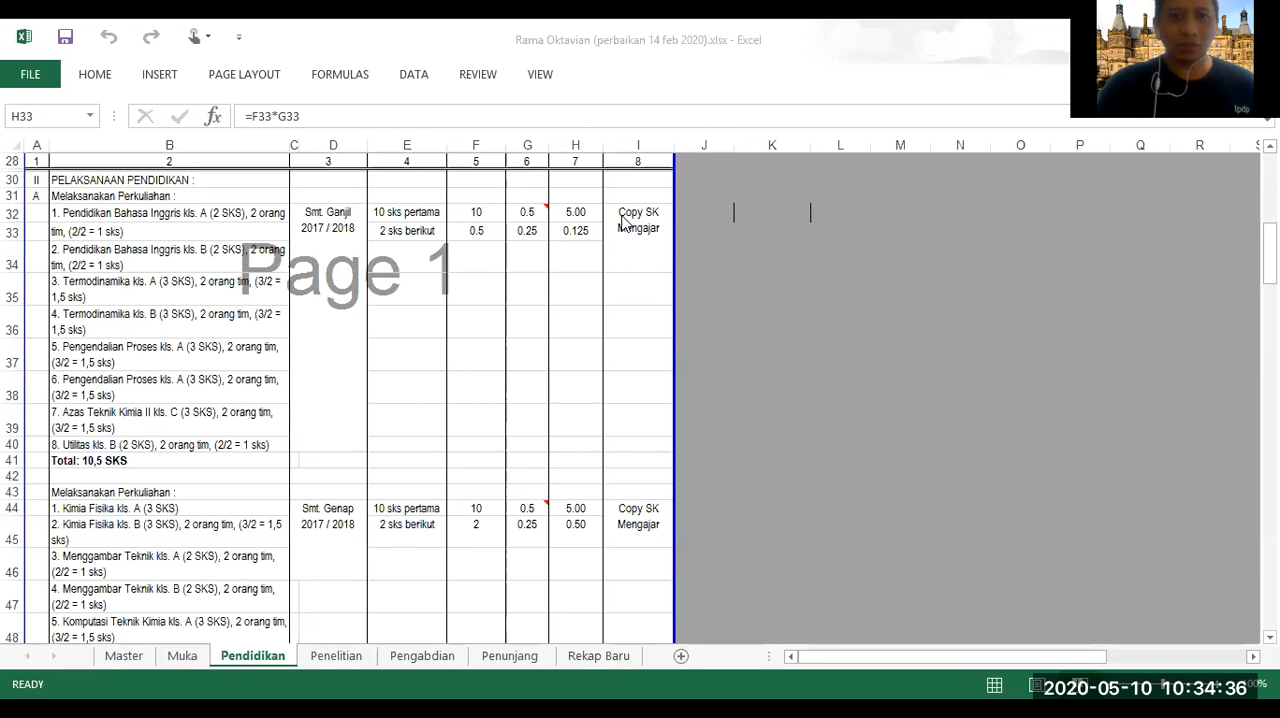 Rama Oktavian (perbaikan 14 feb 2020).xlsx - Excel
FILE HOME INSERT PAGE LAYOUT FORMULAS DATA REVIEW VIEW
H33 fx =F33*G33
A B C D E F G H I J K L M N O P Q R
28 1 2 3 4 5 6 7 8
30 II PELAKSANAAN PENDIDIKAN :
31 A Melaksanakan Perkuliahan :
32 1. Pendidikan Bahasa Inggris kls. A (2 SKS), 2 orang Smt. Ganjil 10 sks pertama 10 0.5 5.00 Copy SK
33 tim, (2/2 = 1 sks) 2017 / 2018 2 sks berikut 0.5 0.25 0.125 Mengajar
2. Pendidikan Bahasa Inggris kls. B (2 SKS), 2 orang
34 tim, (2/2 = 1 sks)
Page 1
3. Termodinamika kls. A (3 SKS), 2 orang tim, (3/2 =
35 1,5 sks)
4. Termodinamika kls. B (3 SKS), 2 orang tim, (3/2 =
36 1,5 sks)
5. Pengendalian Proses kls. A (3 SKS), 2 orang tim,
37 (3/2 = 1,5 sks)
6. Pengendalian Proses kls. A (3 SKS), 2 orang tim,
38 (3/2 = 1,5 sks)
7. Azas Teknik Kimia II kls. C (3 SKS), 2 orang tim,
39 (3/2 = 1,5 sks)
40 8. Utilitas kls. B (2 SKS), 2 orang tim, (2/2 = 1 sks)
41 Total: 10,5 SKS
42
43 Melaksanakan Perkuliahan :
44 1. Kimia Fisika kls. A (3 SKS) Smt. Genap 10 sks pertama 10 0.5 5.00 Copy SK
2. Kimia Fisika kls. B (3 SKS), 2 orang tim, (3/2 = 1,5 2017 / 2018 2 sks berikut 2 0.25 0.50 Mengajar
45 sks)
3. Menggambar Teknik kls. A (2 SKS), 2 orang tim,
46 (2/2 = 1 sks)
4. Menggambar Teknik kls. B (2 SKS), 2 orang tim,
47 (2/2 = 1 sks)
5. Komputasi Teknik Kimia kls. A (3 SKS), 2 orang tim,
48 (3/2 = 1,5 sks)
Master Muka Pendidikan Penelitian Pengabdian Penunjang Rekap Baru
READY
2020-05-10 10:34:36
lpdp